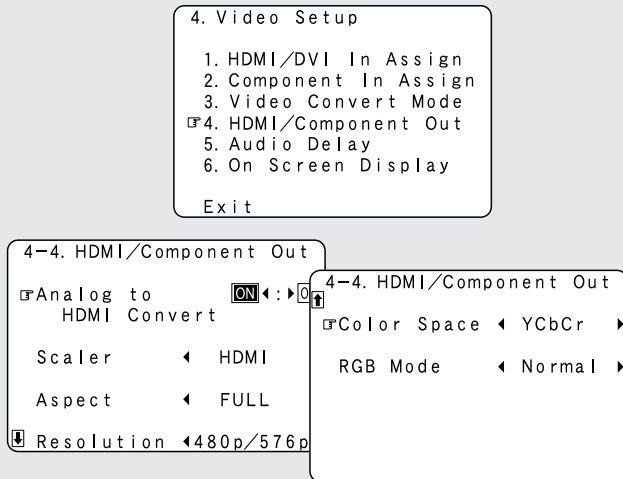 4. Video Setup
1. HDMI/DVI In Assign
2. Component In Assign
3. Video Convert Mode
☞4. HDMI/Component Out
5. Audio Delay
6. On Screen Display
Exit
4-4. HDMI/Component Out
☞Analog to ON ◀:▶ O
HDMI Convert
Scaler ◀ HDMI
Aspect ◀ FULL
Resolution ◀480p/576p
4-4. HDMI/Component Out
☞Color Space ◀ YCbCr ▶
RGB Mode ◀ Normal ▶